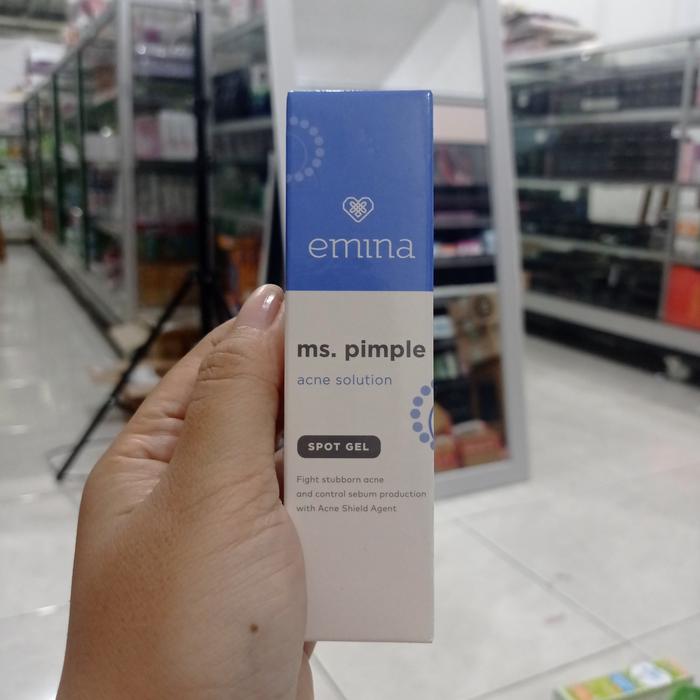 emina
ms. pimple
acne solution
SPOT GEL
Fight stubborn acne
and control sebum production
with Acne Shield Agent